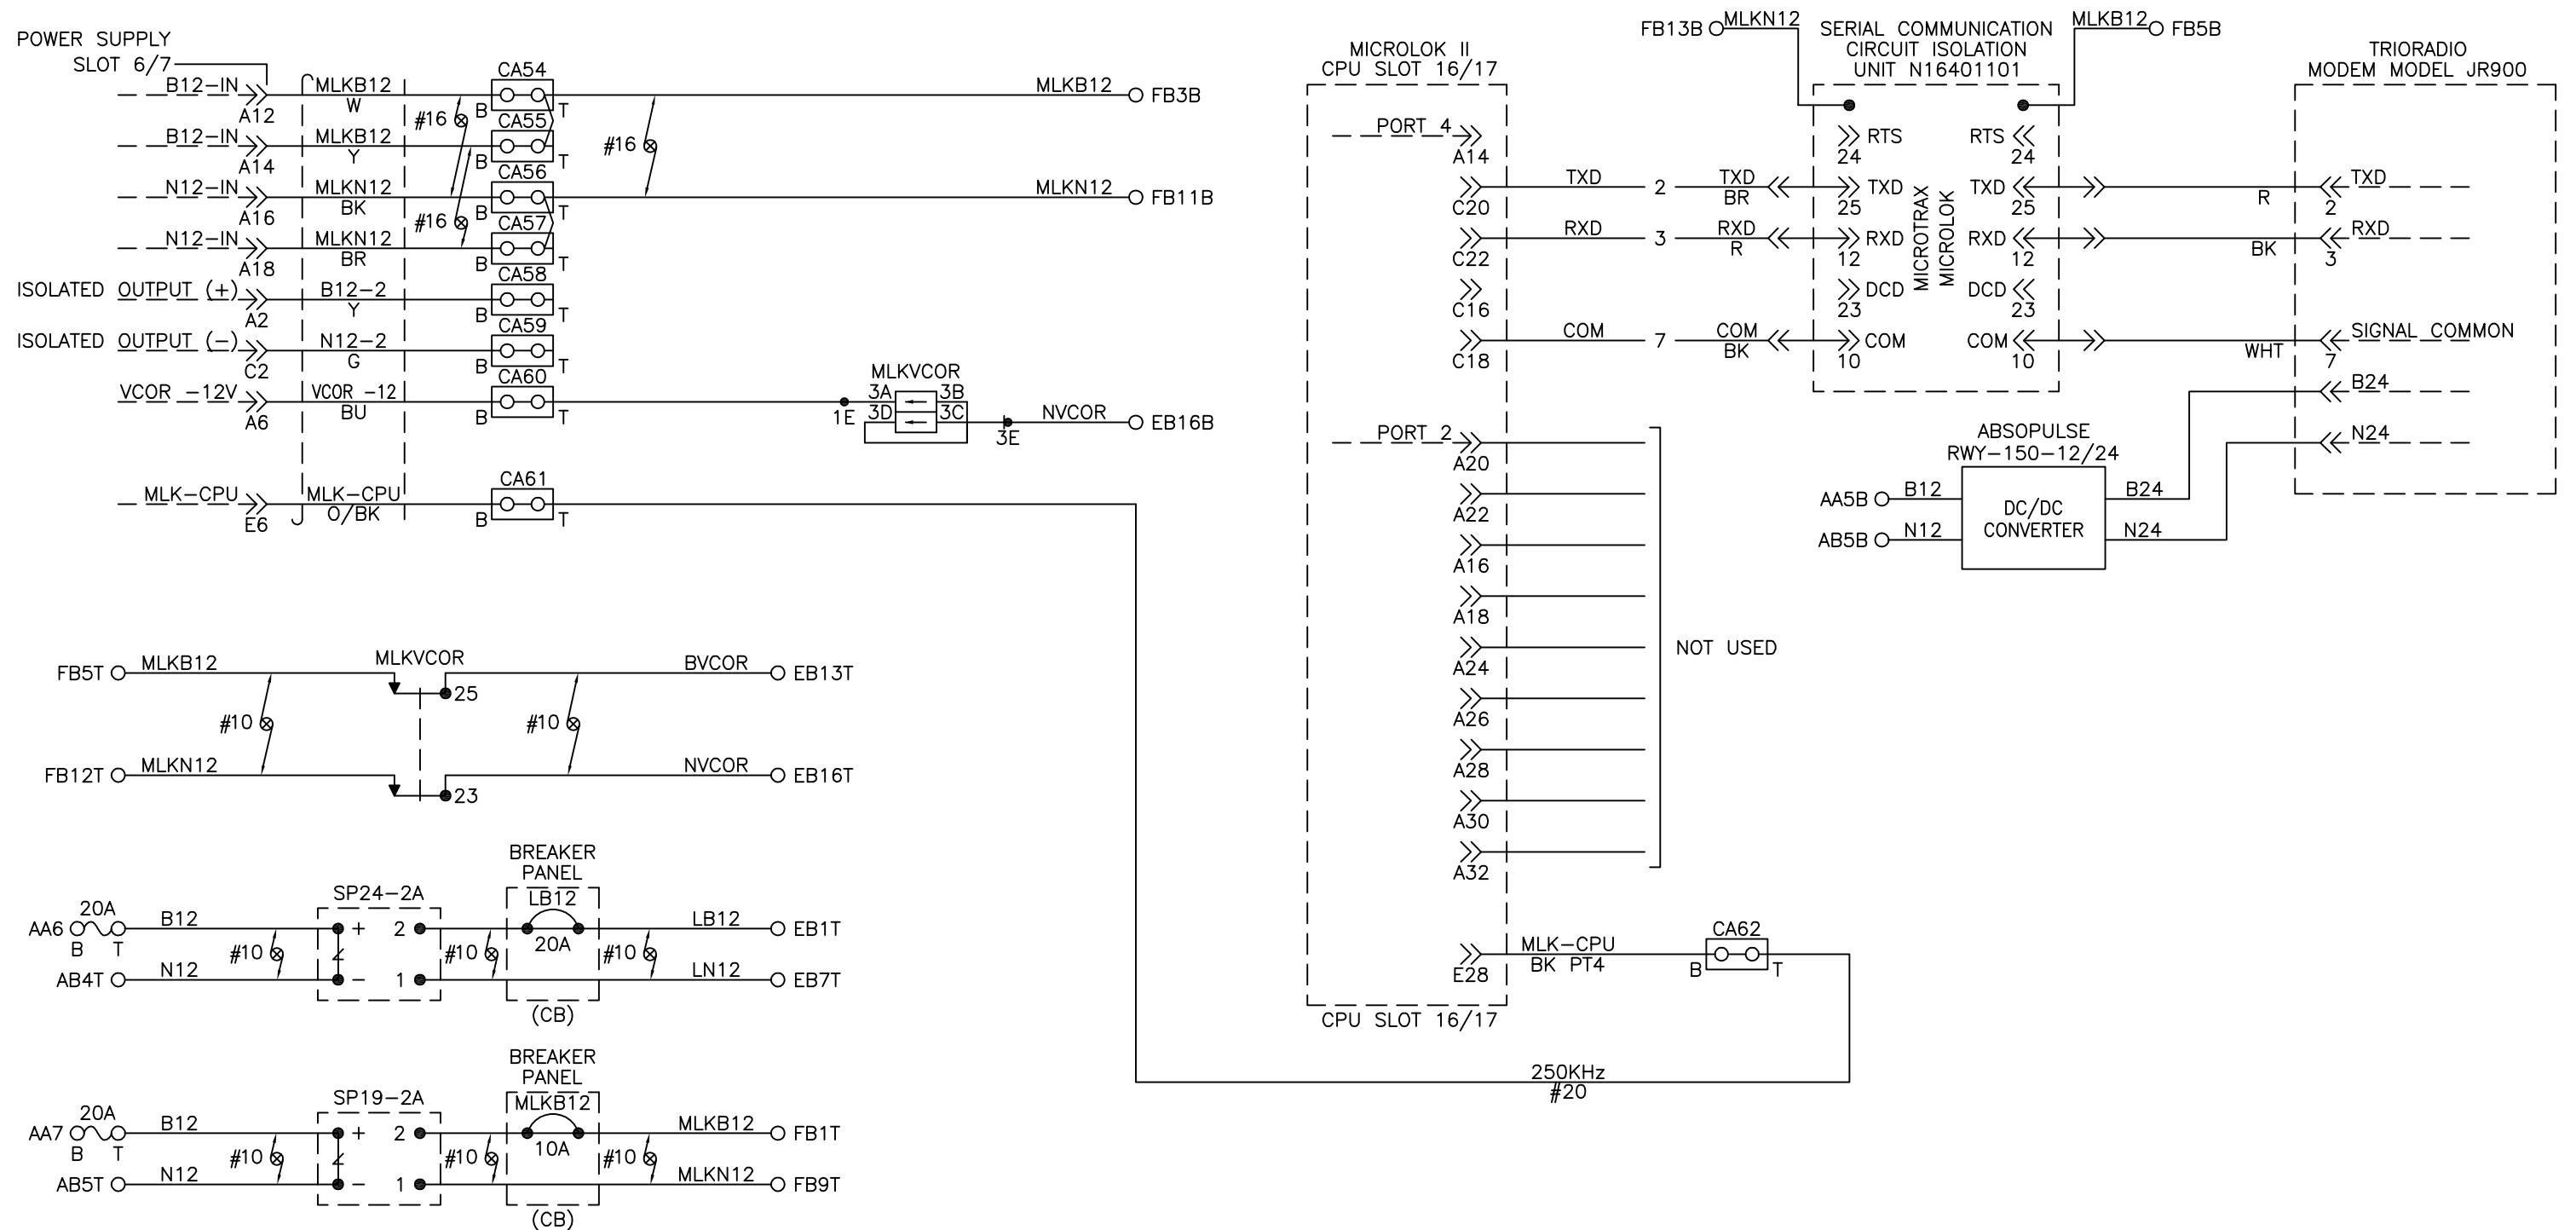 POWER SUPPLY
SLOT 6/7
B12-IN
A12
MLKB12
W
#16
CA54
B
T
#16
MLKB12
FB3B
B12-IN
A14
MLKB12
Y
CA55
B
T
N12-IN
A16
MLKN12
BK
#16
CA56
B
T
MLKN12
FB11B
N12-IN
A18
MLKN12
BR
CA57
B
T
ISOLATED OUTPUT (+)
A2
B12-2
Y
CA58
B
T
ISOLATED OUTPUT (-)
C2
N12-2
G
CA59
B
T
VCOR -12V
A6
VCOR -12
BU
CA60
B
T
MLKVCOR
1E
3A
3B
3D
3C
3E
NVCOR
EB16B
MLK-CPU
E6
MLK-CPU
O/BK
CA61
B
T
FB5T
MLKB12
MLKVCOR
25
BVCOR
EB13T
#10
#10
FB12T
MLKN12
23
NVCOR
EB16T
BREAKER
PANEL
SP24-2A
LB12
AA6
20A
B
T
B12
+
2
20A
LB12
EB1T
#10
#10
#10
AB4T
N12
-
1
LN12
EB7T
(CB)
BREAKER
PANEL
SP19-2A
MLKB12
AA7
20A
B
T
B12
+
2
10A
MLKB12
FB1T
#10
#10
#10
AB5T
N12
-
1
MLKN12
FB9T
(CB)
MICROLOK II
CPU SLOT 16/17
PORT 4
A14
C20
TXD
2
TXD
BR
C22
RXD
3
RXD
R
C16
C18
COM
7
COM
BK
PORT 2
A20
A22
A16
A18
A24
A26
A28
A30
A32
NOT USED
E28
MLK-CPU
BK PT4
CA62
B
T
CPU SLOT 16/17
250KHz
#20
FB13B
MLKN12
SERIAL COMMUNICATION
CIRCUIT ISOLATION
UNIT N16401101
MLKB12
FB5B
RTS
24
RTS
24
TXD
25
TXD
25
RXD
12
RXD
12
DCD
23
DCD
23
COM
10
COM
10
MICROTRAX
MICROLOK
TRIORADIO
MODEM MODEL JR900
R
TXD
2
BK
RXD
3
WHT
SIGNAL COMMON
7
B24
N24
ABSOPULSE
RWY-150-12/24
AA5B
B12
DC/DC
CONVERTER
B24
AB5B
N12
N24